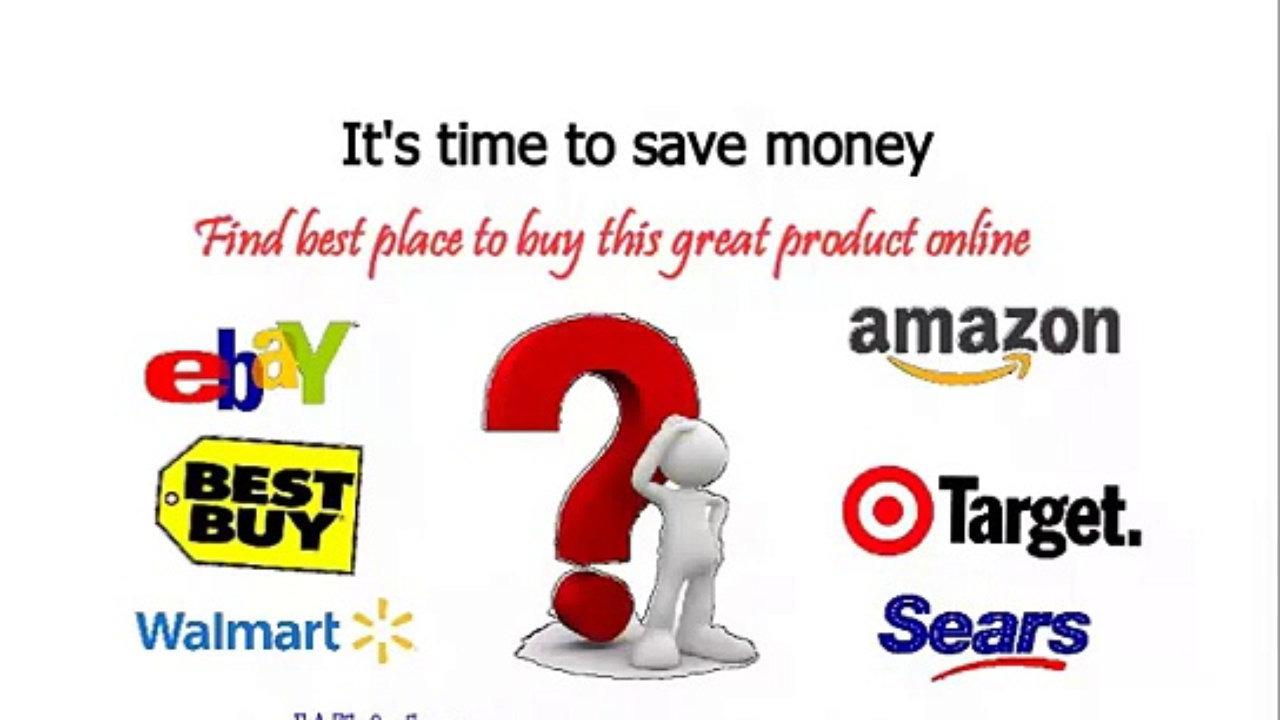 It's time to save money
Find best place to buy this great product online
ebay
amazon
BEST
BUY
Target.
Walmart
Sears